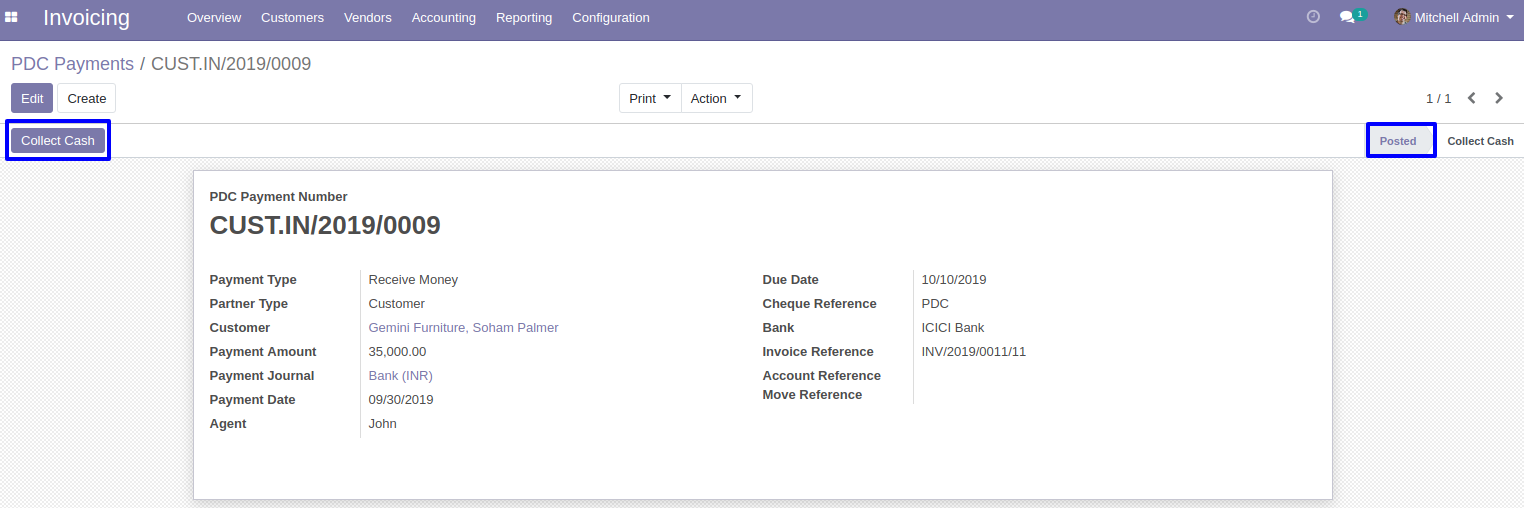 Invoicing Overview Customers Vendors Accounting Reporting Configuration 1 Mitchell Admin
PDC Payments / CUST.IN/2019/0009
Edit Create Print Action 1 / 1
Collect Cash Posted Collect Cash
PDC Payment Number
CUST.IN/2019/0009
Payment Type Receive Money Due Date 10/10/2019
Partner Type Customer Cheque Reference PDC
Customer Gemini Furniture, Soham Palmer Bank ICICI Bank
Payment Amount 35,000.00 Invoice Reference INV/2019/0011/11
Payment Journal Bank (INR) Account Reference
Move Reference
Payment Date 09/30/2019
Agent John